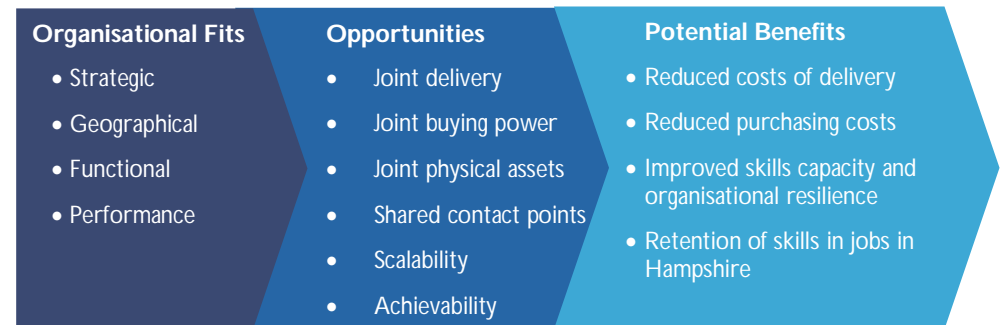 Organisational Fits
• Strategic
• Geographical
• Functional
• Performance
Opportunities
• Joint delivery
• Joint buying power
• Joint physical assets
• Shared contact points
• Scalability
• Achievability
Potential Benefits
• Reduced costs of delivery
• Reduced purchasing costs
• Improved skills capacity and
organisational resilience
• Retention of skills in jobs in
Hampshire